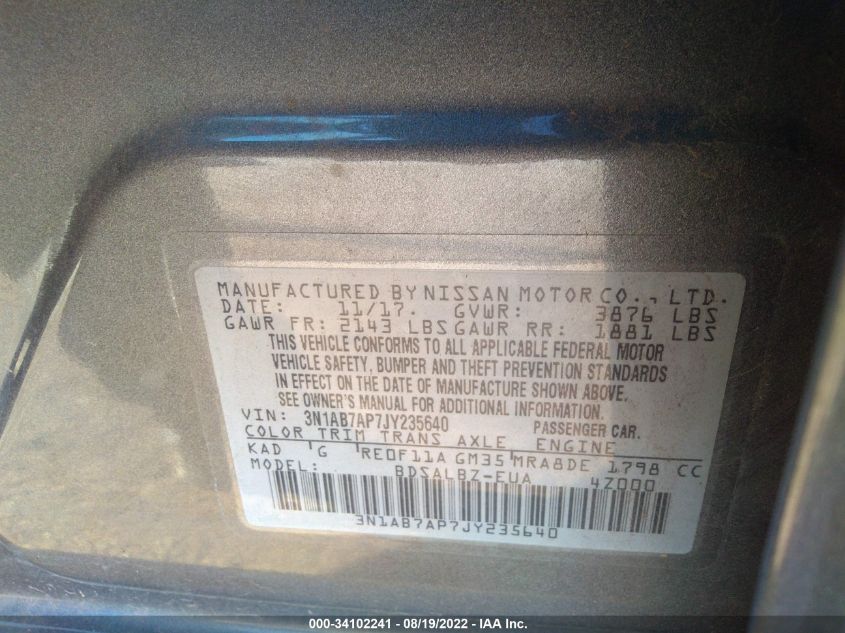 MANUFACTURED BY NISSAN MOTOR CO., LTD.
DATE: 11/17. GVWR: 3876 LBS
GAWR FR: 2143 LBS GAWR RR: 1881 LBS
THIS VEHICLE CONFORMS TO ALL APPLICABLE FEDERAL MOTOR
VEHICLE SAFETY, BUMPER AND THEFT PREVENTION STANDARDS
IN EFFECT ON THE DATE OF MANUFACTURE SHOWN ABOVE.
SEE OWNER'S MANUAL FOR ADDITIONAL INFORMATION.
VIN: 3N1AB7AP7JY235640 PASSENGER CAR.
COLOR TRIM TRANS AXLE ENGINE
KAD G RE0F11A GM35 MRA8DE 1798 CC
MODEL: BDSALBZ-EUA 4Z000
3N1AB7AP7JY235640
000-34102241 - 08/19/2022 - IAA Inc.